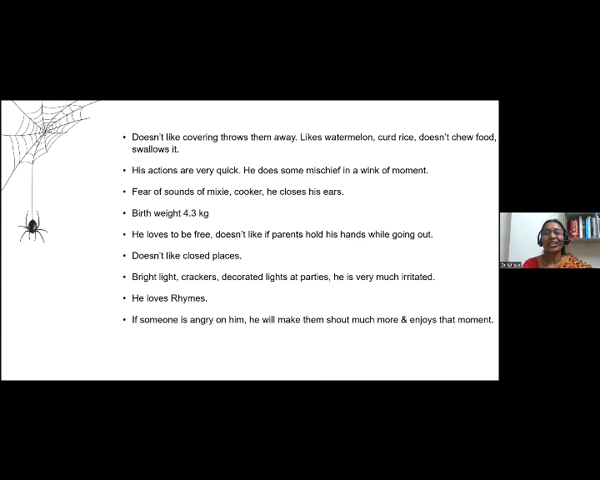 • Doesn't like covering throws them away. Likes watermelon, curd rice, doesn't chew food,
swallows it.
• His actions are very quick. He does some mischief in a wink of moment.
• Fear of sounds of mixie, cooker, he closes his ears.
• Birth weight 4.3 kg
• He loves to be free, doesn't like if parents hold his hands while going out.
• Doesn't like closed places.
• Bright light, crackers, decorated lights at parties, he is very much irritated.
• He loves Rhymes.
• If someone is angry on him, he will make them shout much more & enjoys that moment.